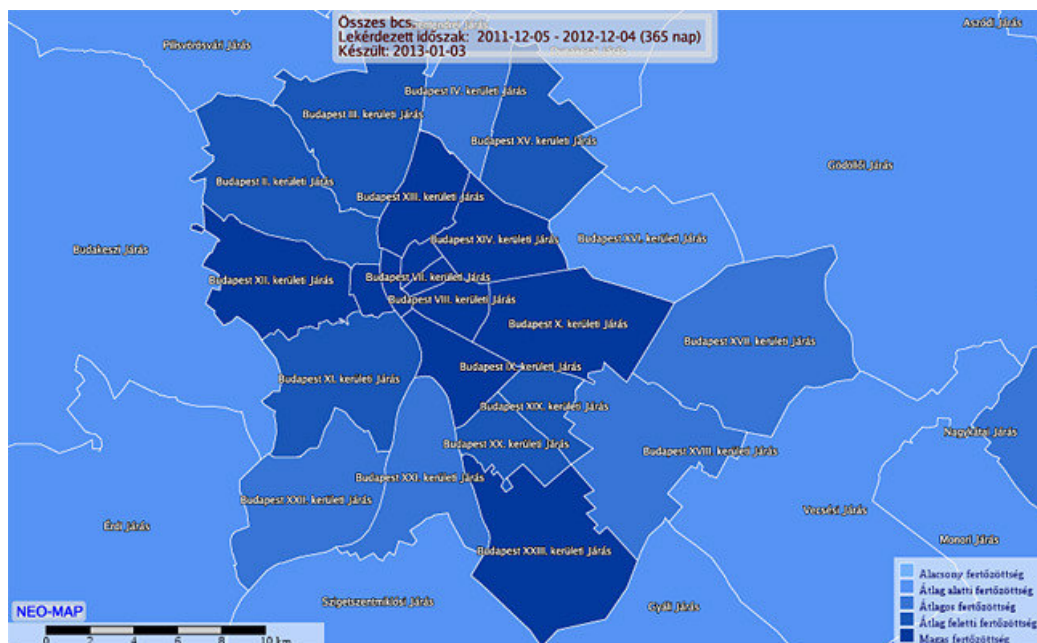 Összes bcs.
Lekérdezett időszak: 2011-12-05 - 2012-12-04 (365 nap)
Készült: 2013-01-03
Aszódi Járás
Pilisvörösvári Járás
Budapest IV. kerületi Járás
Budapest III. kerületi Járás
Budapest XV. kerületi Járás
Gödöllői Járás
Budapest II. kerületi Járás
Budapest XIII. kerületi Járás
Budapest XIV. kerületi Járás
Budapest XVI. kerületi Járás
Budakeszi Járás
Budapest XII. kerületi Járás
Budapest VII. kerületi Járás
Budapest VIII. kerületi Járás
Budapest X. kerületi Járás
Budapest XVII. kerületi Járás
Budapest IX. kerületi Járás
Budapest XI. kerületi Járás
Budapest XIX. kerületi Járás
Nagykátai Járás
Budapest XX. kerületi Járás
Budapest XVIII. kerületi Járás
Budapest XXI. kerületi Járás
Budapest XXII. kerületi Járás
Vecsési Járás
Érdi Járás
Monori Járás
Budapest XXIII. kerületi Járás
Szigetszentmiklósi Járás
Gyáli Járás
Alacsony fertőzöttség
Átlag alatti fertőzöttség
Átlagos fertőzöttség
Átlag feletti fertőzöttség
Magas fertőzöttség
NEO-MAP
0 2 4 6 8 10 km